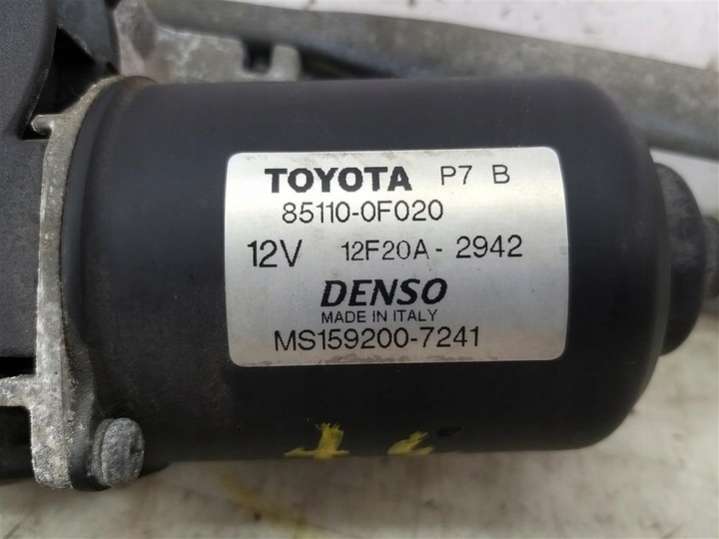 TOYOTA P7 B
85110-0F020
12V 12F20A-2942
DENSO
MADE IN ITALY
MS159200-7241